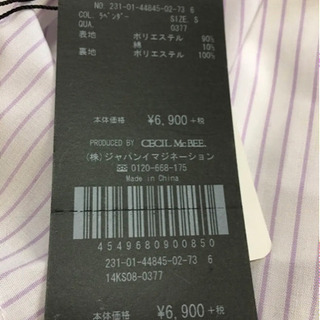 NO 231-01-44845-02-73 6
COL. ラベンダー SIZE. S
QUA. 0377
表地 ポリエステル 90%
綿 10%
裏地 ポリエステル 100%
本体価格 ¥6,900 +税
PRODUCED BY CECIL McBEE
(株)ジャパンイマジネーション
0120-668-175
Made in China
4549680900850
231-01-44845-02-73 6
14KS08-0377
本体価格 ¥6,900 +税